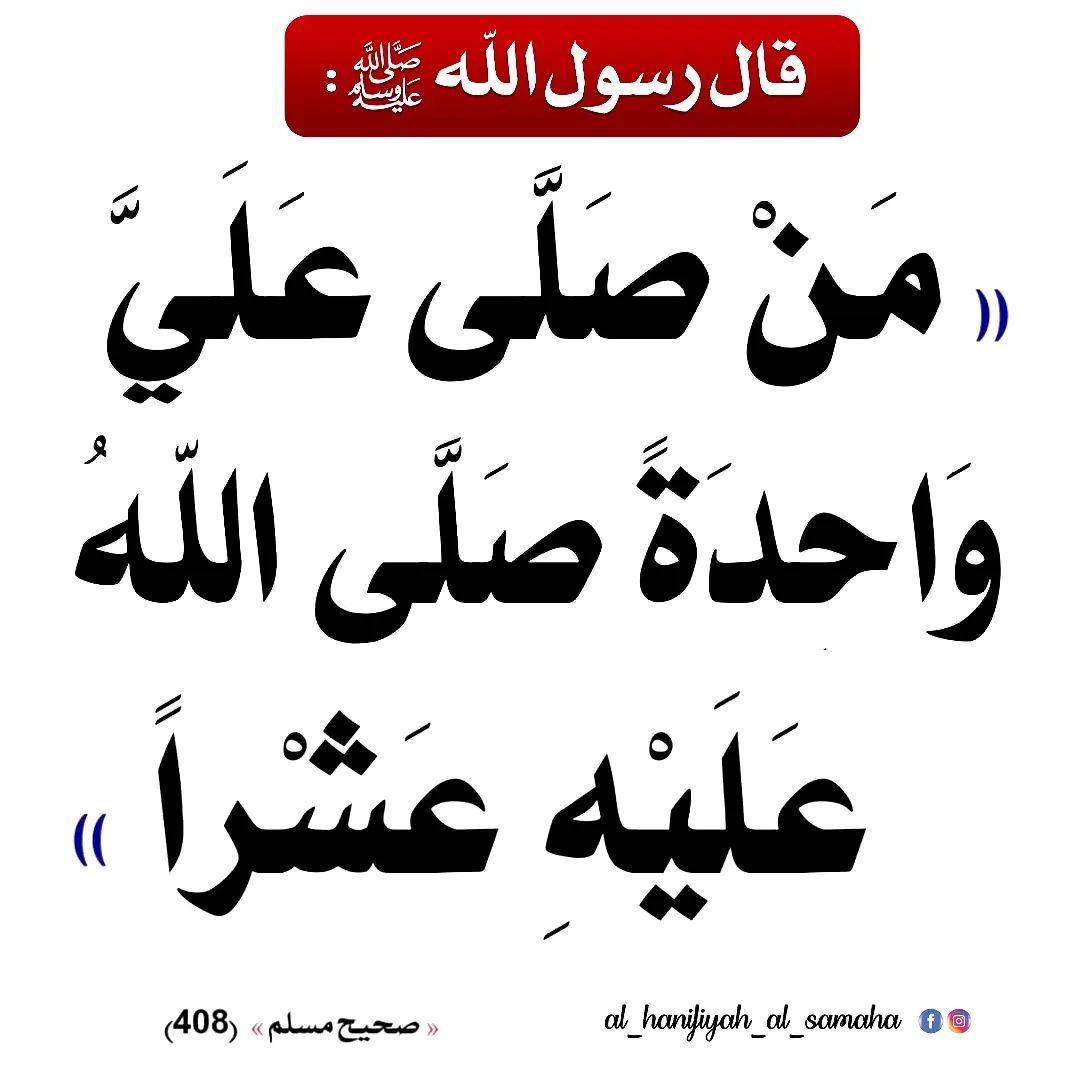 قال رسول الله ﷺ :
(( مَنْ صَلَّى عَلَيَّ
وَاحِدَةً صَلَّى اللّهُ
عَلَيْهِ عَشْراً ))
« صحيح مسلم » (408)
al_hanifiyah_al_samaha